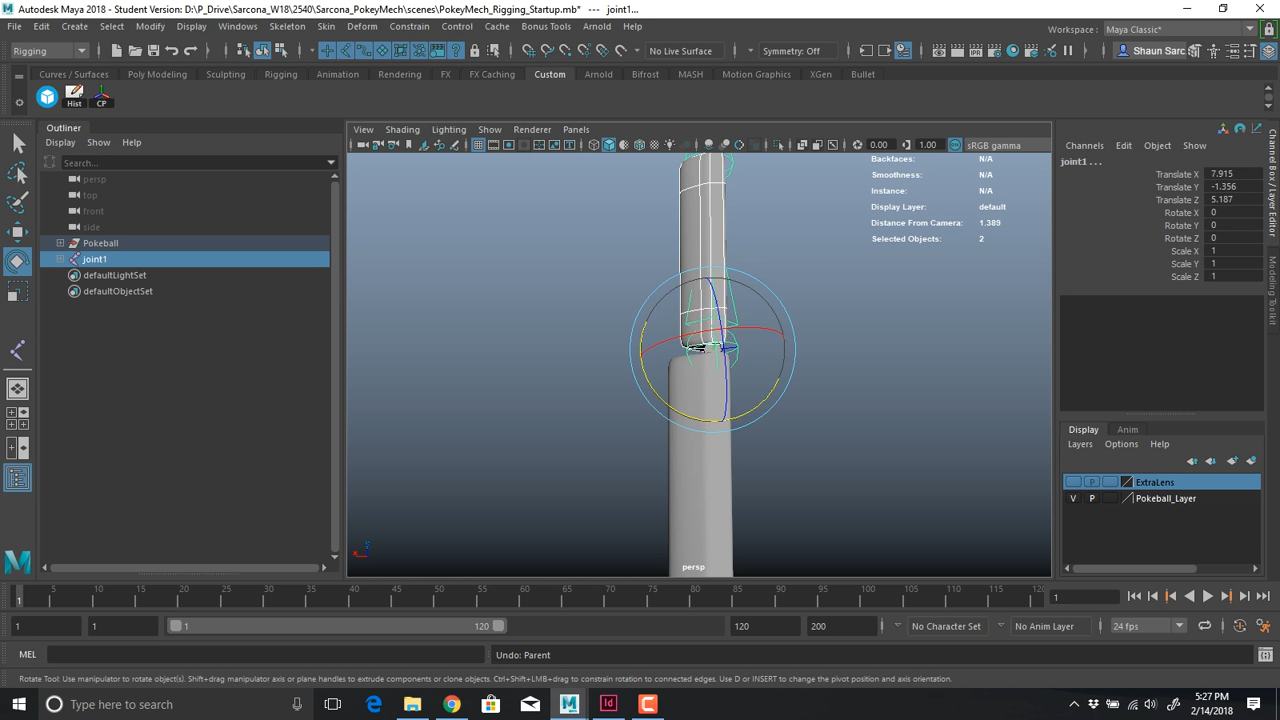 Autodesk Maya 2018 - Student Version: D:\P_Drive\Sarcona_W18\2540\Sarcona_PokeyMech\scenes\PokeyMech_Rigging_Startup.mb* --- joint1...
File Edit Create Select Modify Display Windows Skeleton Skin Deform Constrain Control Cache Bonus Tools Arnold Help
Workspace: Maya Classic*
Rigging No Live Surface Symmetry: Off Shaun Sarc
Curves / Surfaces Poly Modeling Sculpting Rigging Animation Rendering FX FX Caching Custom Arnold Bifrost MASH Motion Graphics XGen Bullet
Hist CP
Outliner
Display Show Help
Search...
persp
top
front
side
Pokeball
joint1
defaultLightSet
defaultObjectSet
View Shading Lighting Show Renderer Panels
0.00 1.00 sRGB gamma
Backfaces: N/A
Smoothness: N/A
Instance: N/A
Display Layer: default
Distance From Camera: 1.389
Selected Objects: 2
persp
Channels Edit Object Show
joint1 ...
Translate X 7.915
Translate Y -1.356
Translate Z 5.187
Rotate X 0
Rotate Y 0
Rotate Z 0
Scale X 1
Scale Y 1
Scale Z 1
Channel Box / Layer Editor
Modeling Toolkit
Display Anim
Layers Options Help
P ExtraLens
V P Pokeball_Layer
1 5 10 15 20 25 30 35 40 45 50 55 60 65 70 75 80 85 90 95 100 105 110 115 120 1
1 1 1 120 120 200 No Character Set No Anim Layer 24 fps
MEL Undo: Parent
Rotate Tool: Use manipulator to rotate object(s). Shift+drag manipulator axis or plane handles to extrude components or clone objects. Ctrl+Shift+LMB+drag to constrain rotation to connected edges. Use D or INSERT to change the pivot position and axis orientation.
Type here to search
5:27 PM
2/14/2018